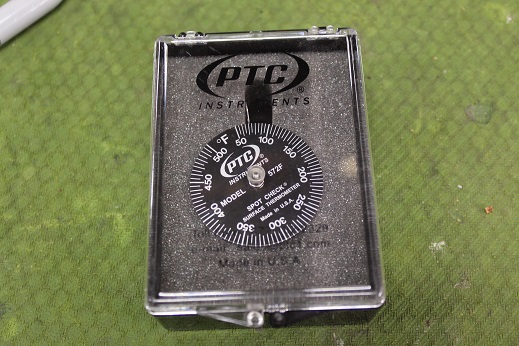 PTC®
INSTRUMENTS
°F 50 100 150 200 250 300 350 400 450 500
PTC®
INSTRUMENTS
MODEL 572F
SPOT CHECK®
SURFACE THERMOMETER
Made in U.S.A.
Made in U.S.A.